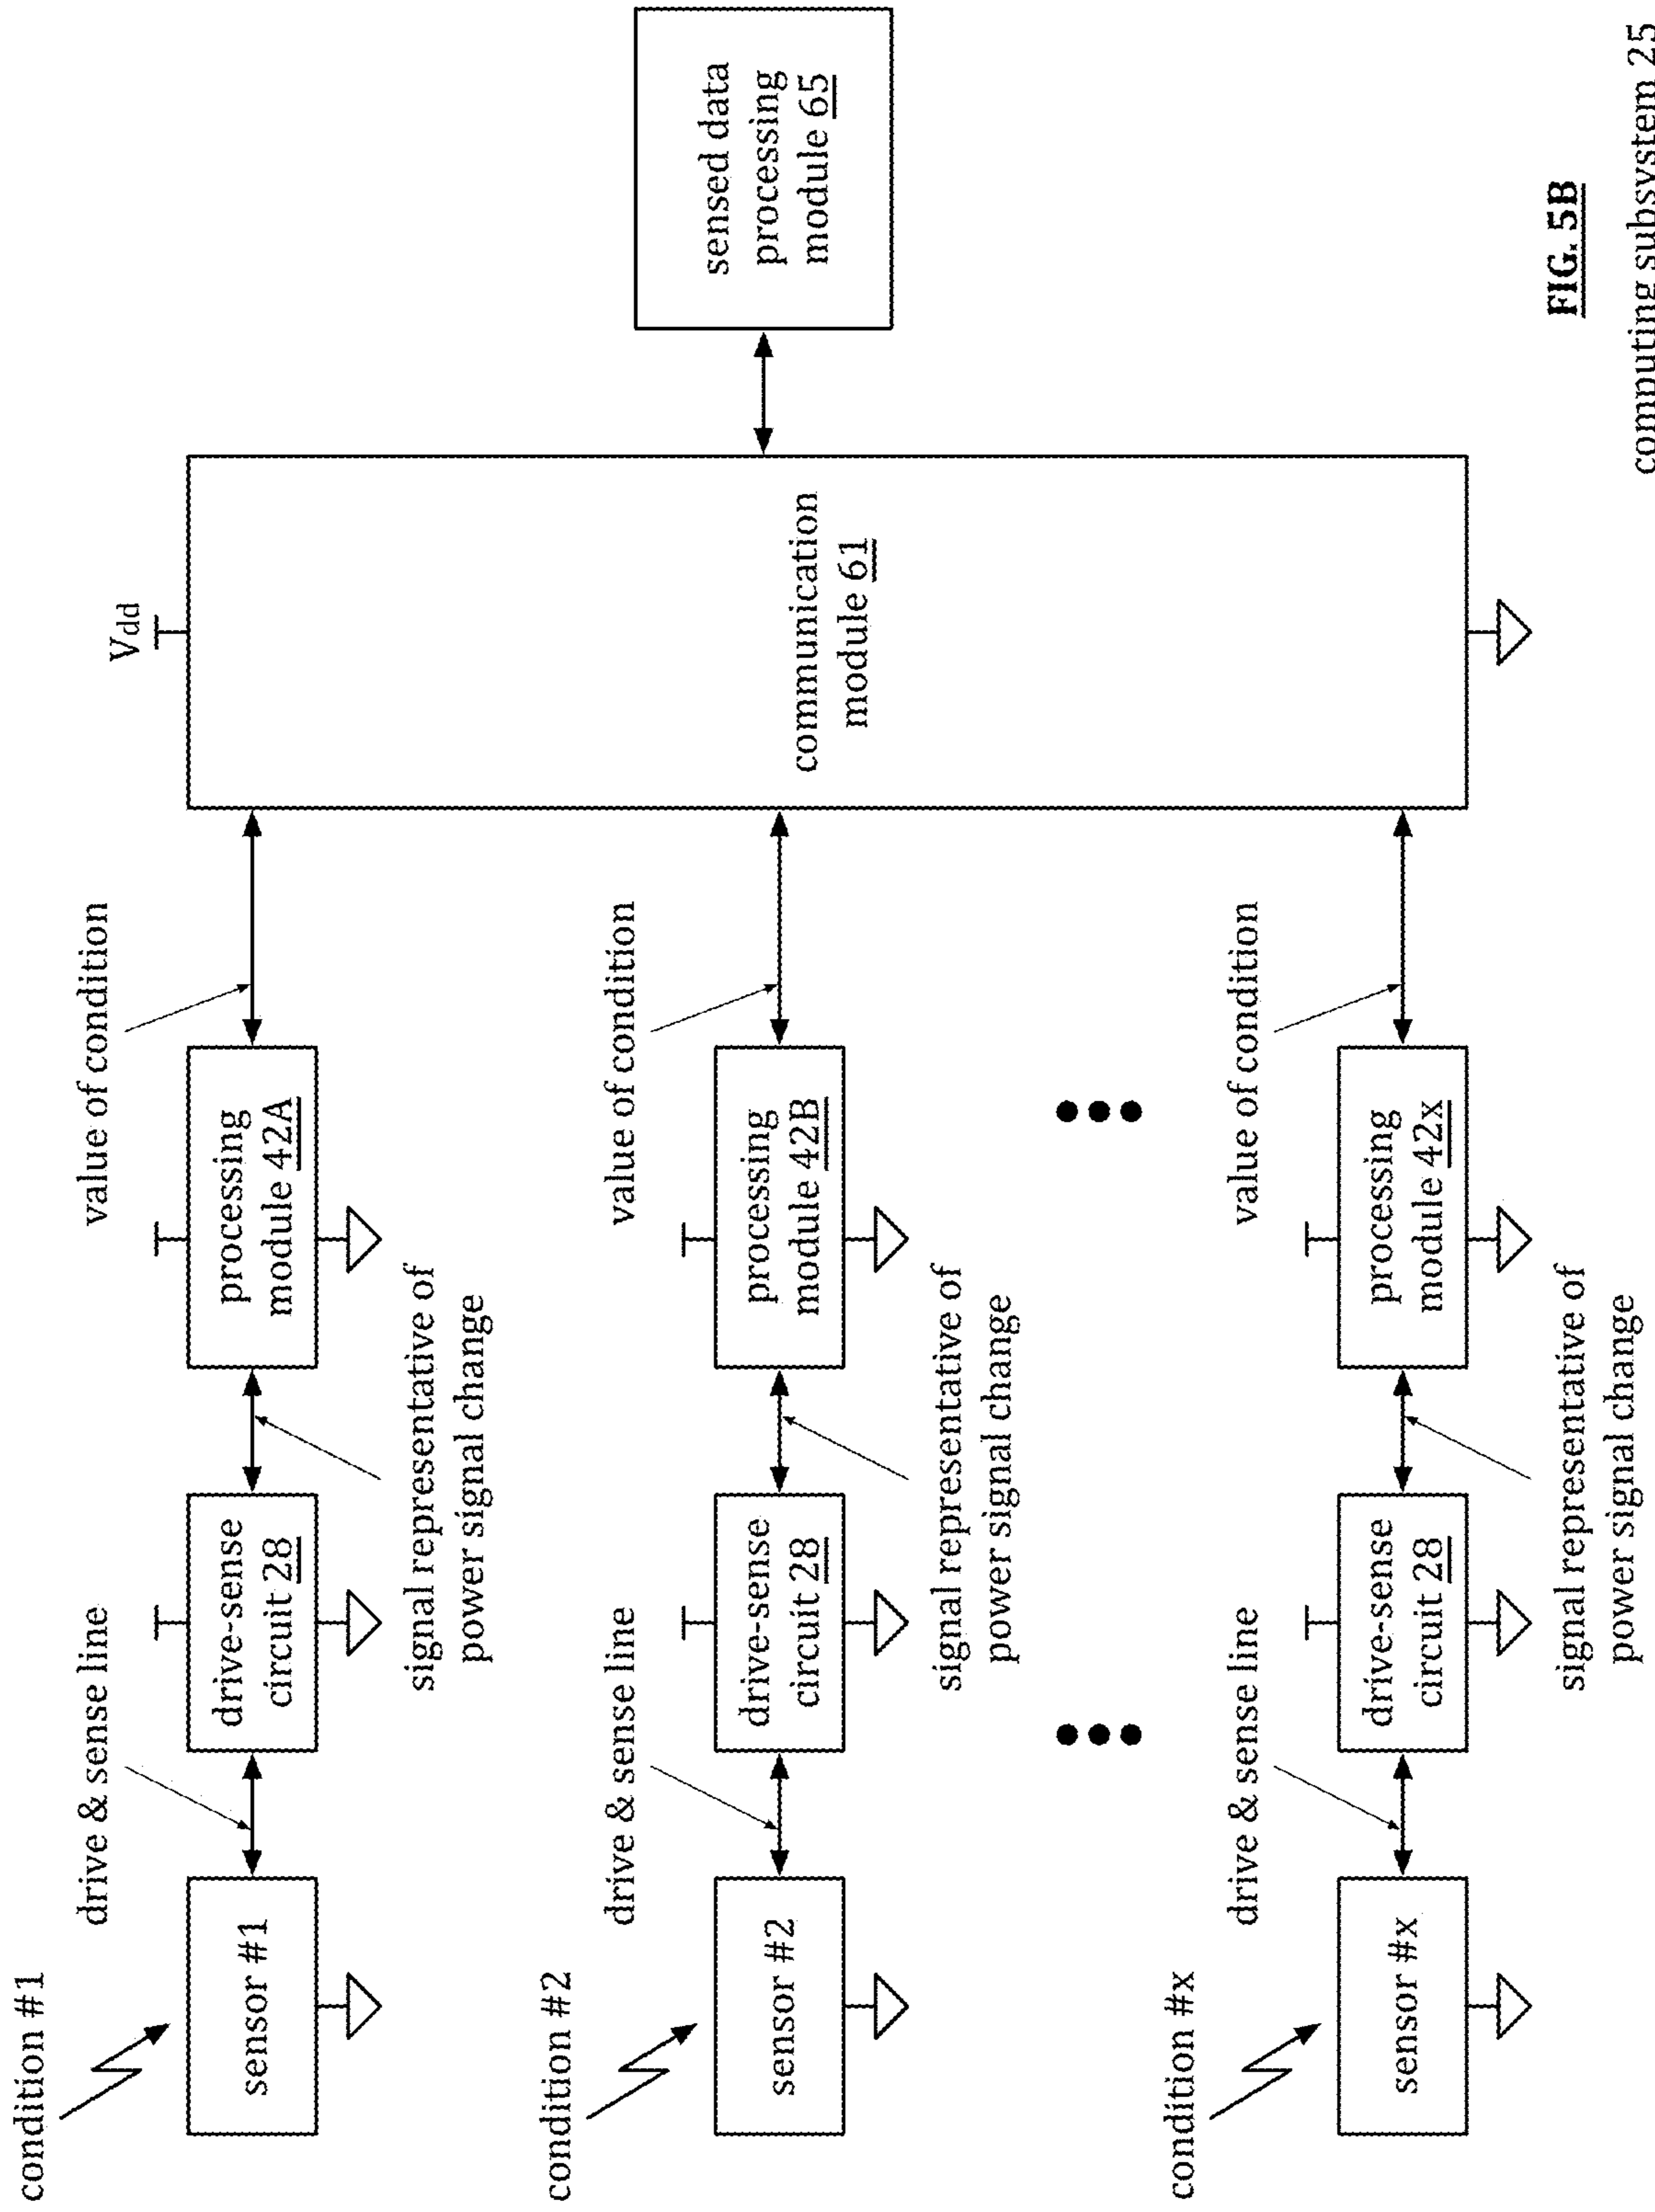 condition #1
drive & sense line
value of condition
Vdd
sensor #1
drive-sense
circuit 28
processing
module 42A
signal representative of
power signal change
condition #2
drive & sense line
value of condition
sensor #2
drive-sense
circuit 28
processing
module 42B
signal representative of
power signal change
communication
module 61
sensed data
processing
module 65
condition #x
drive & sense line
value of condition
sensor #x
drive-sense
circuit 28
processing
module 42x
signal representative of
power signal change
FIG. 5B
computing subsystem 25